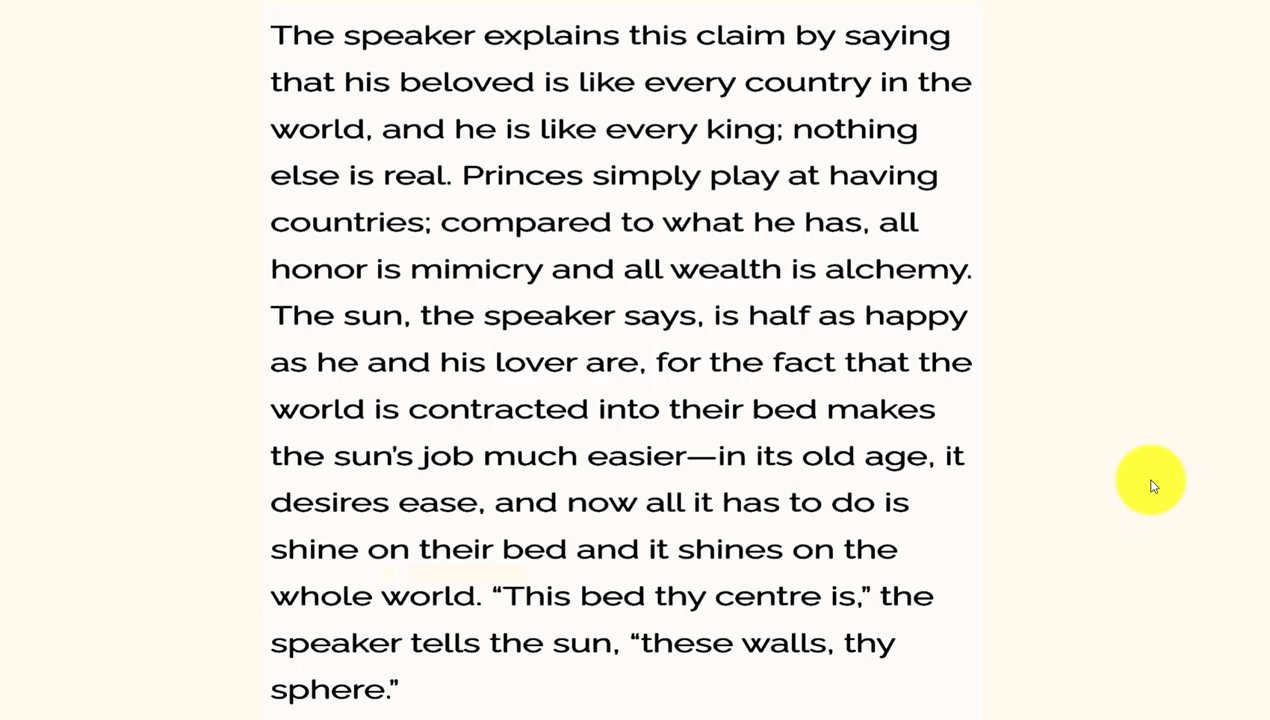 The speaker explains this claim by saying
that his beloved is like every country in the
world, and he is like every king; nothing
else is real. Princes simply play at having
countries; compared to what he has, all
honor is mimicry and all wealth is alchemy.
The sun, the speaker says, is half as happy
as he and his lover are, for the fact that the
world is contracted into their bed makes
the sun’s job much easier—in its old age, it
desires ease, and now all it has to do is
shine on their bed and it shines on the
whole world. “This bed thy centre is,” the
speaker tells the sun, “these walls, thy
sphere.”